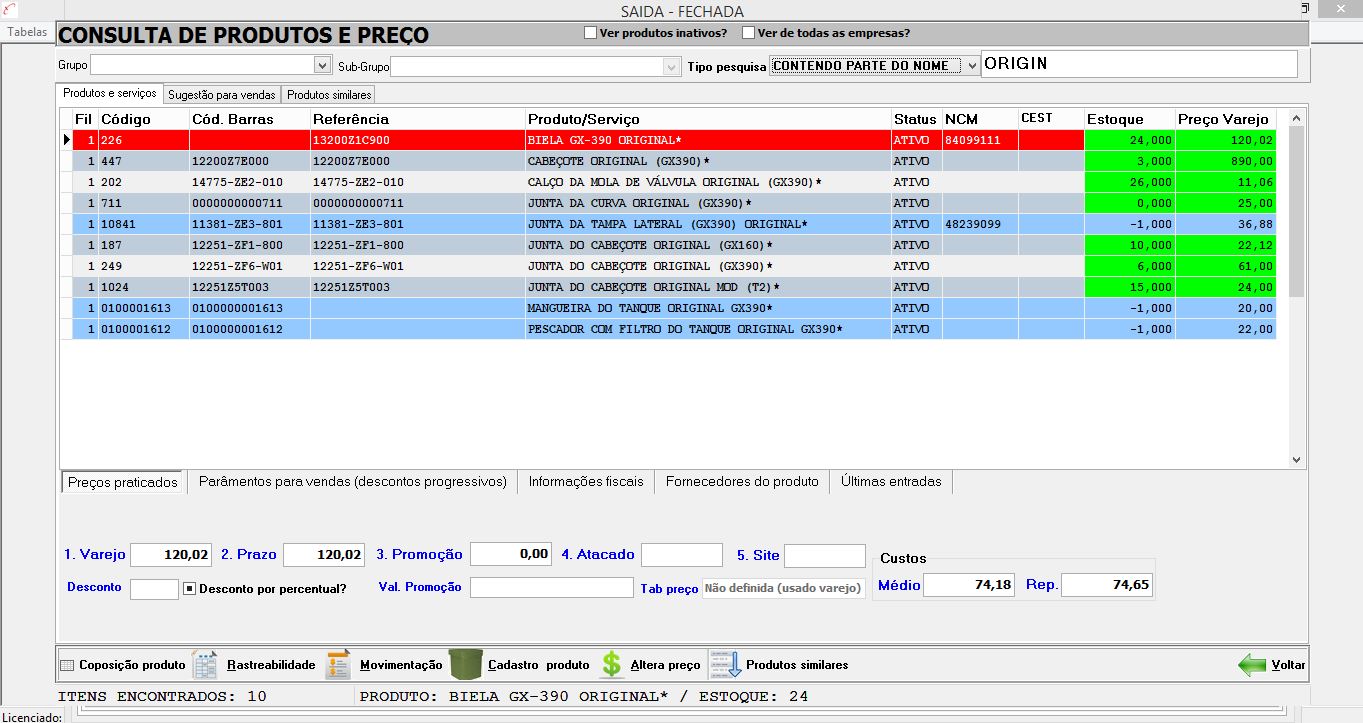 SAIDA - FECHADA
Tabelas
CONSULTA DE PRODUTOS E PREÇO
Ver produtos inativos? Ver de todas as empresas?
Grupo Sub-Grupo Tipo pesquisa CONTENDO PARTE DO NOME ORIGIN
Produtos e serviços Sugestão para vendas Produtos similares
Fil Código Cód. Barras Referência Produto/Serviço Status NCM CEST Estoque Preço Varejo
1 226 13200Z1C900 BIELA GX-390 ORIGINAL* ATIVO 84099111 24,000 120,02
1 447 12200Z7E000 12200Z7E000 CABEÇOTE ORIGINAL (GX390)* ATIVO 3,000 890,00
1 202 14775-ZE2-010 14775-ZE2-010 CALÇO DA MOLA DE VÁLVULA ORIGINAL (GX390)* ATIVO 26,000 11,06
1 711 0000000000711 0000000000711 JUNTA DA CURVA ORIGINAL (GX390)* ATIVO 0,000 25,00
1 10841 11381-ZE3-801 11381-ZE3-801 JUNTA DA TAMPA LATERAL (GX390) ORIGINAL* ATIVO 48239099 -1,000 36,88
1 187 12251-ZF1-800 12251-ZF1-800 JUNTA DO CABEÇOTE ORIGINAL (GX160)* ATIVO 10,000 22,12
1 249 12251-ZF6-W01 12251-ZF6-W01 JUNTA DO CABEÇOTE ORIGINAL (GX390)* ATIVO 6,000 61,00
1 1024 12251Z5T003 12251Z5T003 JUNTA DO CABEÇOTE ORIGINAL MOD (T2)* ATIVO 15,000 24,00
1 0100001613 0100000001613 MANGUEIRA DO TANQUE ORIGINAL GX390* ATIVO -1,000 20,00
1 0100001612 0100000001612 PESCADOR COM FILTRO DO TANQUE ORIGINAL GX390* ATIVO -1,000 22,00
Preços praticados Parâmentos para vendas (descontos progressivos) Informações fiscais Fornecedores do produto Últimas entradas
1. Varejo 120,02 2. Prazo 120,02 3. Promoção 0,00 4. Atacado 5. Site Custos
Desconto Desconto por percentual? Val. Promoção Tab preço Não definida (usado varejo) Médio 74,18 Rep. 74,65
Coposição produto Rastreabilidade Movimentação Cadastro produto Altera preço Produtos similares Voltar
ITENS ENCONTRADOS: 10 PRODUTO: BIELA GX-390 ORIGINAL* / ESTOQUE: 24
Licenciado: